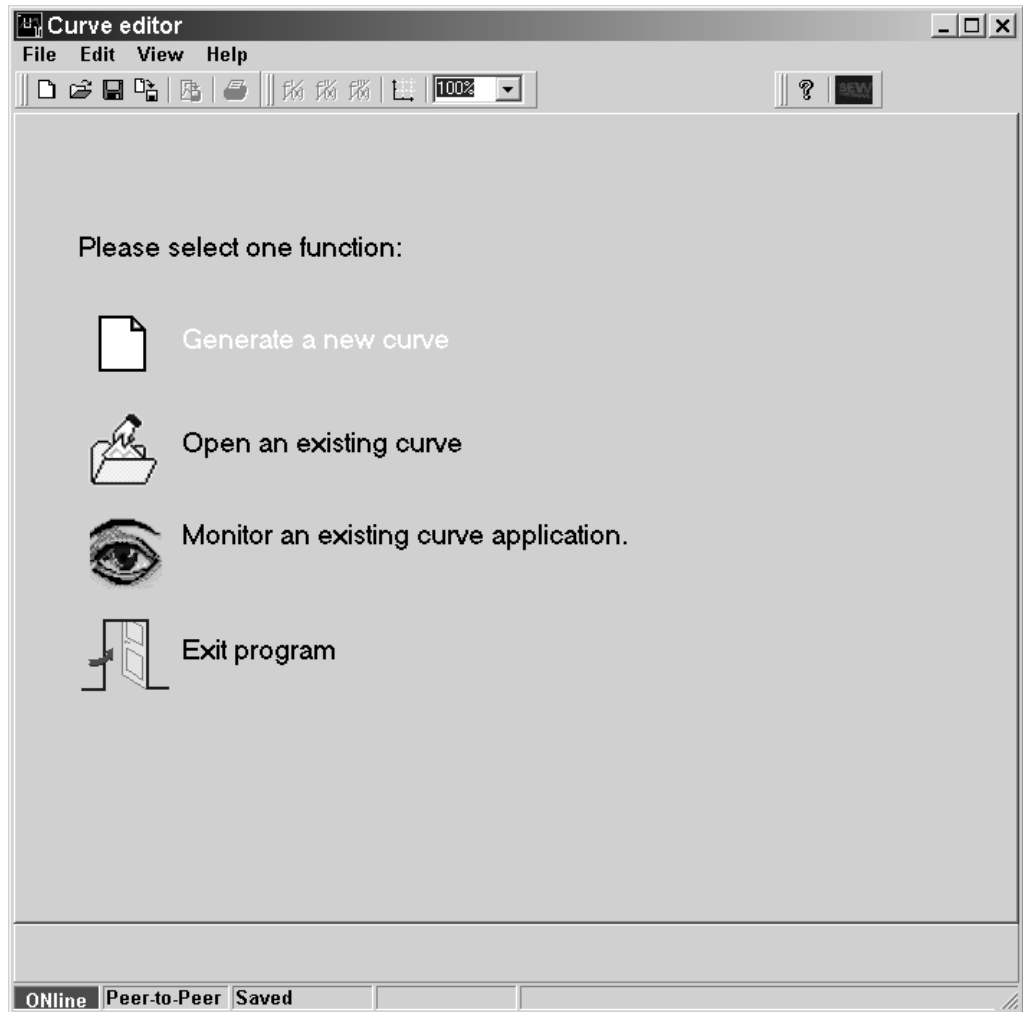 Curve editor
File Edit View Help
100%
SEW
Please select one function:
Generate a new curve
Open an existing curve
Monitor an existing curve application.
Exit program
ONline Peer-to-Peer Saved